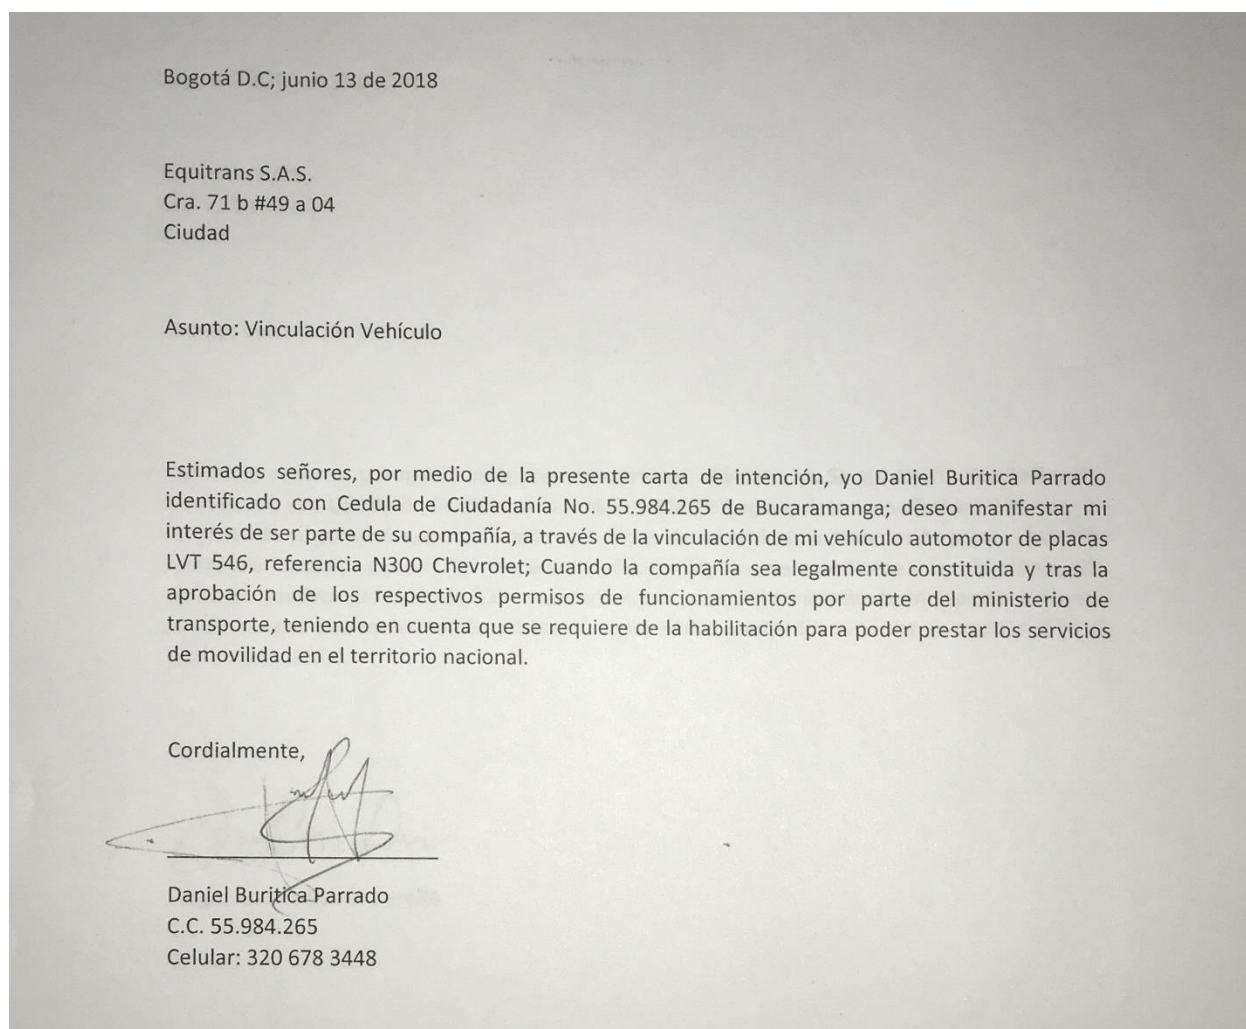 Bogotá D.C; junio 13 de 2018
Equitrans S.A.S.
Cra. 71 b #49 a 04
Ciudad
Asunto: Vinculación Vehículo
Estimados señores, por medio de la presente carta de intención, yo Daniel Buritica Parrado
identificado con Cedula de Ciudadanía No. 55.984.265 de Bucaramanga; deseo manifestar mi
interés de ser parte de su compañía, a través de la vinculación de mi vehículo automotor de placas
LVT 546, referencia N300 Chevrolet; Cuando la compañía sea legalmente constituida y tras la
aprobación de los respectivos permisos de funcionamientos por parte del ministerio de
transporte, teniendo en cuenta que se requiere de la habilitación para poder prestar los servicios
de movilidad en el territorio nacional.
Cordialmente,
Daniel Buritica Parrado
C.C. 55.984.265
Celular: 320 678 3448